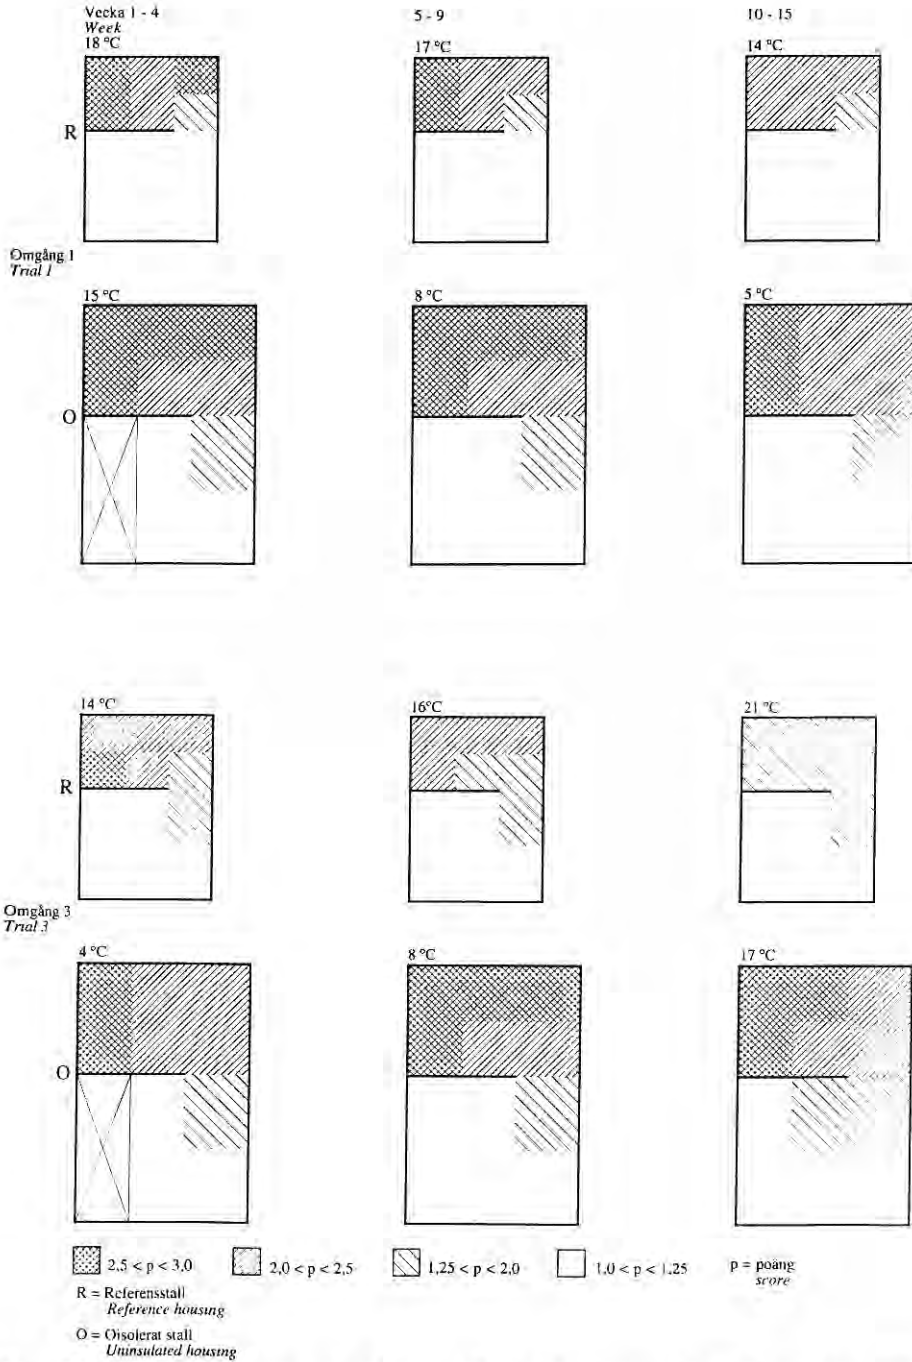 Vecka 1 - 4
Week
5 - 9
10 - 15
18 °C
17 °C
14 °C
R
Omgång 1
Trial 1
15 °C
8 °C
5 °C
O
14 °C
16°C
21 °C
R
Omgång 3
Trial 3
4 °C
8 °C
17 °C
O
2,5 < p < 3,0
2,0 < p < 2,5
1,25 < p < 2,0
1,0 < p < 1,25
p = poäng
score
R = Referensstall
Reference housing
O = Oisolerat stall
Uninsulated housing